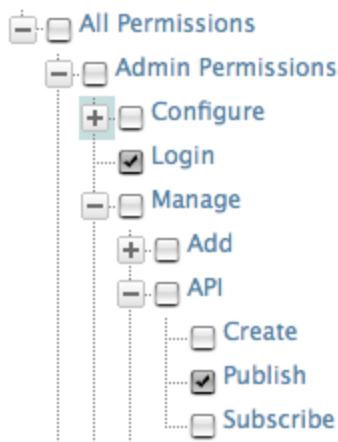 All Permissions
Admin Permissions
Configure
Login
Manage
Add
API
Create
Publish
Subscribe